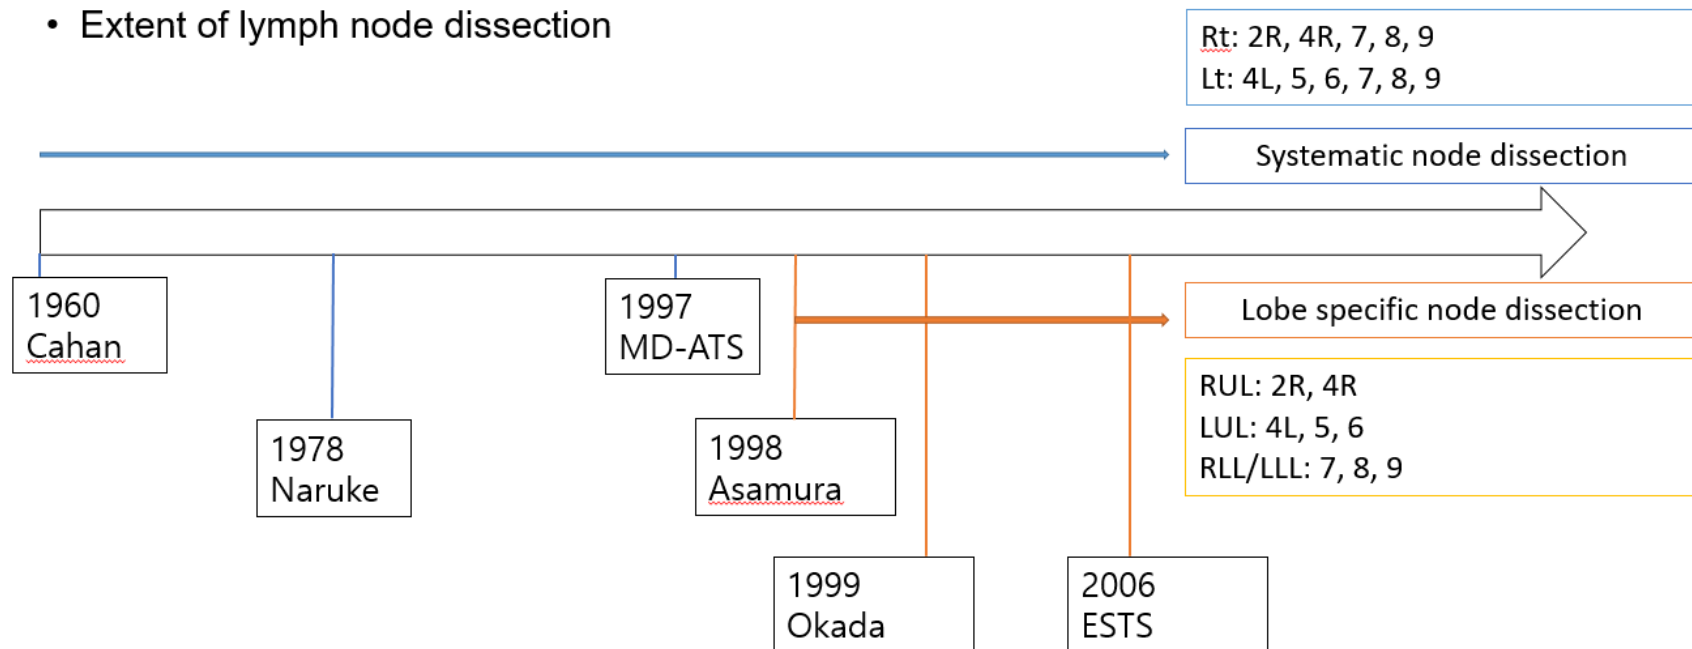 • Extent of lymph node dissection
Rt: 2R, 4R, 7, 8, 9
Lt: 4L, 5, 6, 7, 8, 9
Systematic node dissection
1960
Cahan
1978
Naruke
1997
MD-ATS
1998
Asamura
1999
Okada
2006
ESTS
Lobe specific node dissection
RUL: 2R, 4R
LUL: 4L, 5, 6
RLL/LLL: 7, 8, 9